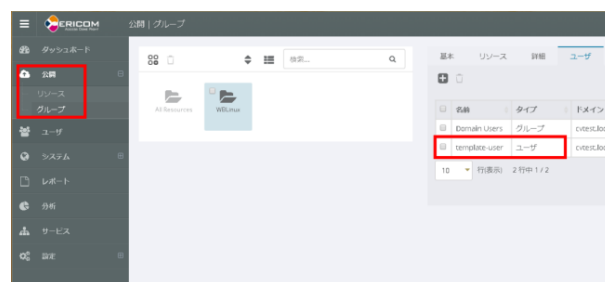 ERICOM
公開 | グループ
ダッシュボード
公開
リソース
グループ
ユーザ
システム
レポート
分析
サービス
設定
検索...
All Resources
基本
リソース
詳細
ユーザ
名前
タイプ
ドメイン
Domain Users
グループ
cvtest.loc
template-user
ユーザ
cvtest.loc
10
行(表示)
2 行中 1 / 2